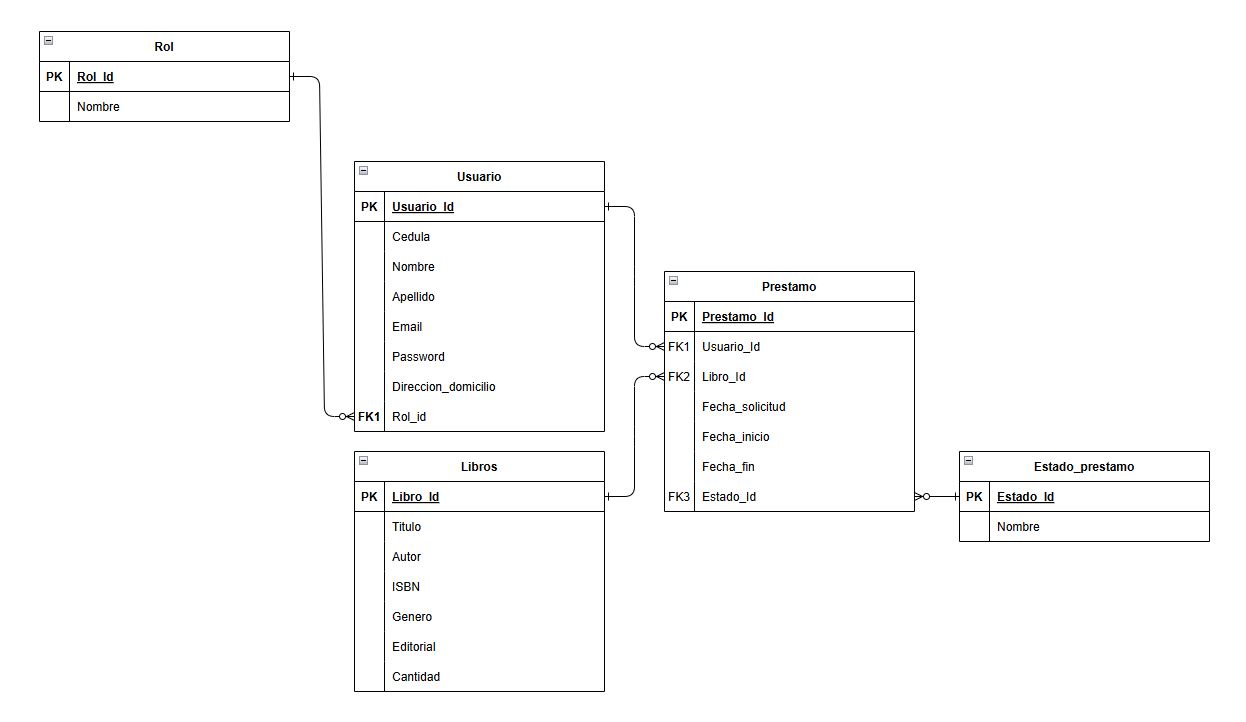 Rol
PK Rol_Id
Nombre
Usuario
PK Usuario_Id
Cedula
Nombre
Apellido
Email
Password
Direccion_domicilio
FK1 Rol_id
Libros
PK Libro_Id
Titulo
Autor
ISBN
Genero
Editorial
Cantidad
Prestamo
PK Prestamo_Id
FK1 Usuario_Id
FK2 Libro_Id
Fecha_solicitud
Fecha_inicio
Fecha_fin
FK3 Estado_Id
Estado_prestamo
PK Estado_Id
Nombre